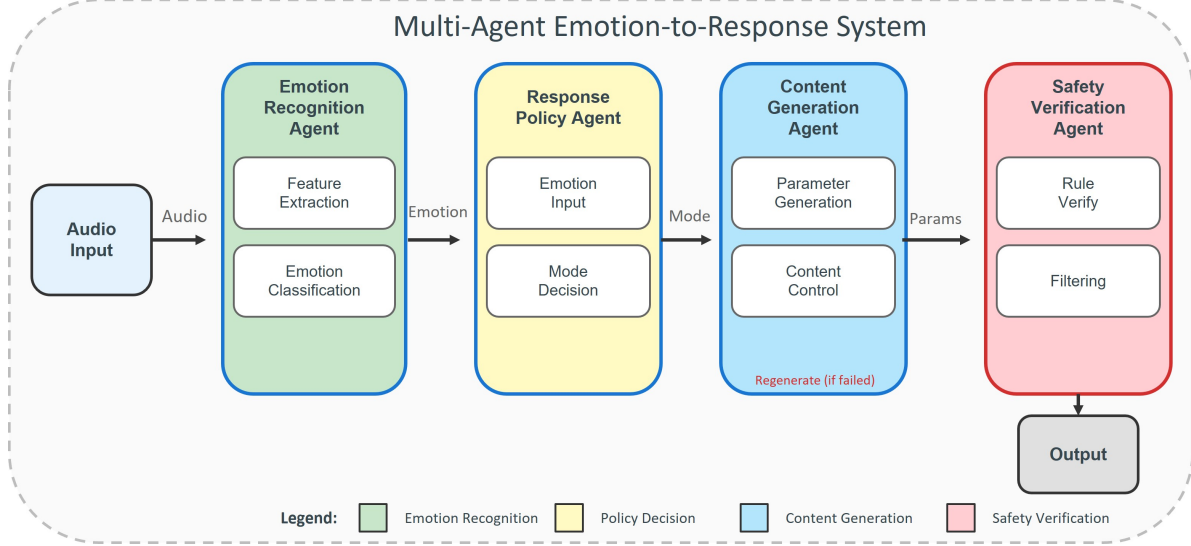 Multi-Agent Emotion-to-Response System
Emotion
Recognition
Agent
Feature
Extraction
Emotion
Classification
Response
Policy Agent
Emotion
Input
Mode
Decision
Content
Generation
Agent
Parameter
Generation
Content
Control
Regenerate (if failed)
Safety
Verification
Agent
Rule
Verify
Filtering
Audio
Input
Audio
Emotion
Mode
Params
Output
Legend:
Emotion Recognition
Policy Decision
Content Generation
Safety Verification